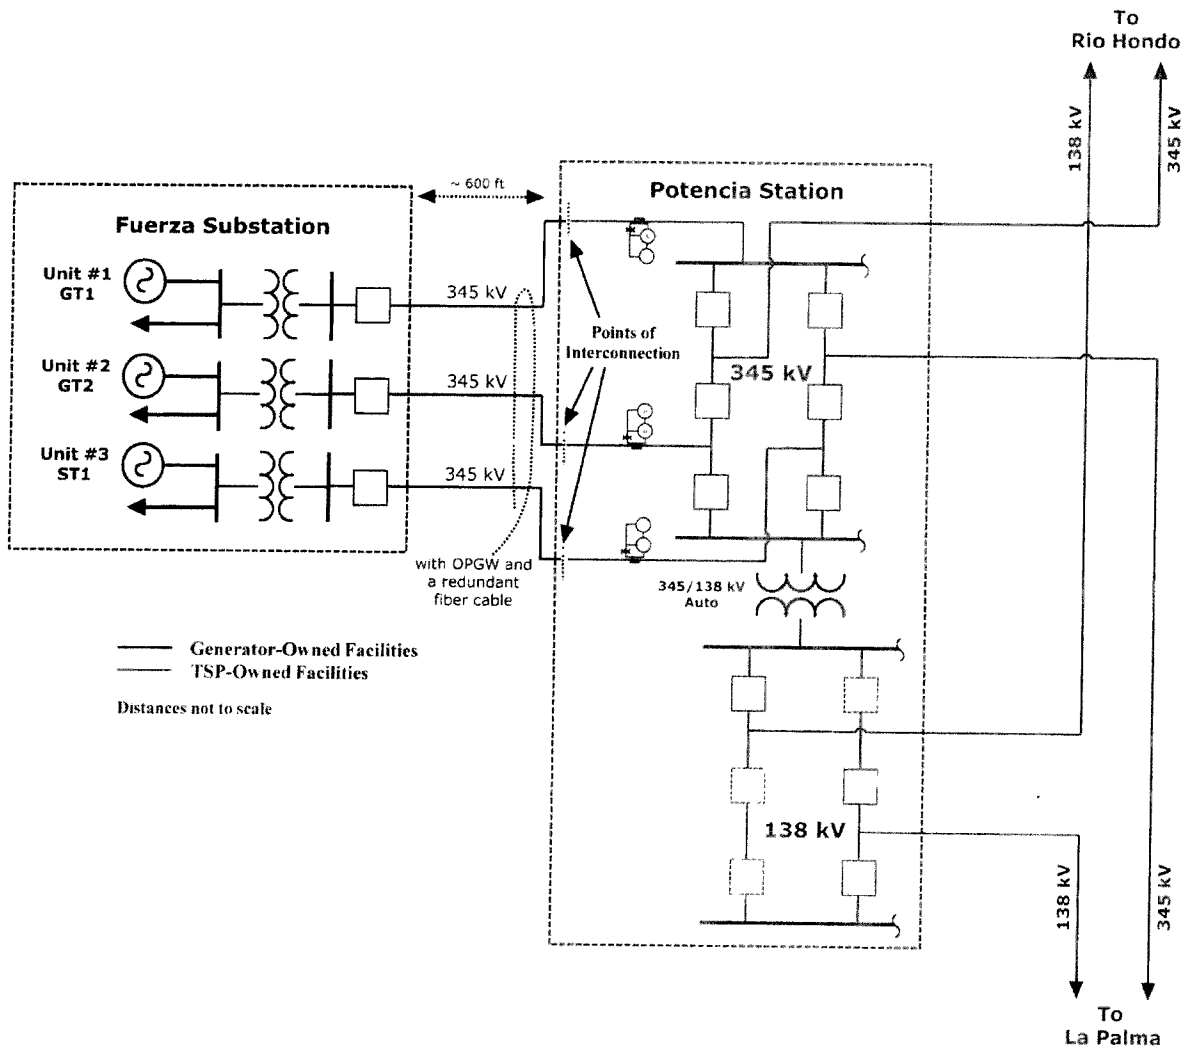 To
Rio Hondo
138 kV
345 kV
~ 600 ft
Potencia Station
Fuerza Substation
Unit #1
GT1
345 kV
Points of
Interconnection
Unit #2
GT2
345 kV
345 kV
Unit #3
ST1
345 kV
with OPGW and
a redundant
fiber cable
345/138 kV
Auto
Generator-Owned Facilities
TSP-Owned Facilities
Distances not to scale
138 kV
138 kV
345 kV
To
La Palma